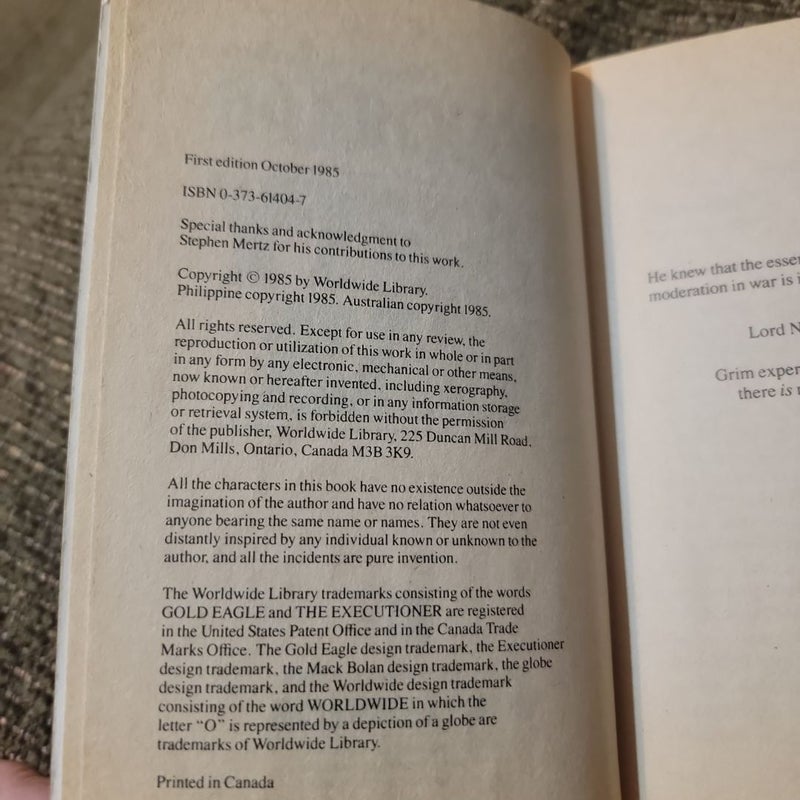 First edition October 1985
ISBN 0-373-61404-7
Special thanks and acknowledgment to
Stephen Mertz for his contributions to this work.
Copyright © 1985 by Worldwide Library.
Philippine copyright 1985. Australian copyright 1985.
All rights reserved. Except for use in any review, the
reproduction or utilization of this work in whole or in part
in any form by any electronic, mechanical or other means,
now known or hereafter invented, including xerography,
photocopying and recording, or in any information storage
or retrieval system, is forbidden without the permission
of the publisher, Worldwide Library, 225 Duncan Mill Road,
Don Mills, Ontario, Canada M3B 3K9.
All the characters in this book have no existence outside the
imagination of the author and have no relation whatsoever to
anyone bearing the same name or names. They are not even
distantly inspired by any individual known or unknown to the
author, and all the incidents are pure invention.
The Worldwide Library trademarks consisting of the words
GOLD EAGLE and THE EXECUTIONER are registered
in the United States Patent Office and in the Canada Trade
Marks Office. The Gold Eagle design trademark, the Executioner
design trademark, the Mack Bolan design trademark, the globe
design trademark, and the Worldwide design trademark
consisting of the word WORLDWIDE in which the
letter "O" is represented by a depiction of a globe are
trademarks of Worldwide Library.
Printed in Canada
He knew that the
moderation in war is
Lord
Grim
there is